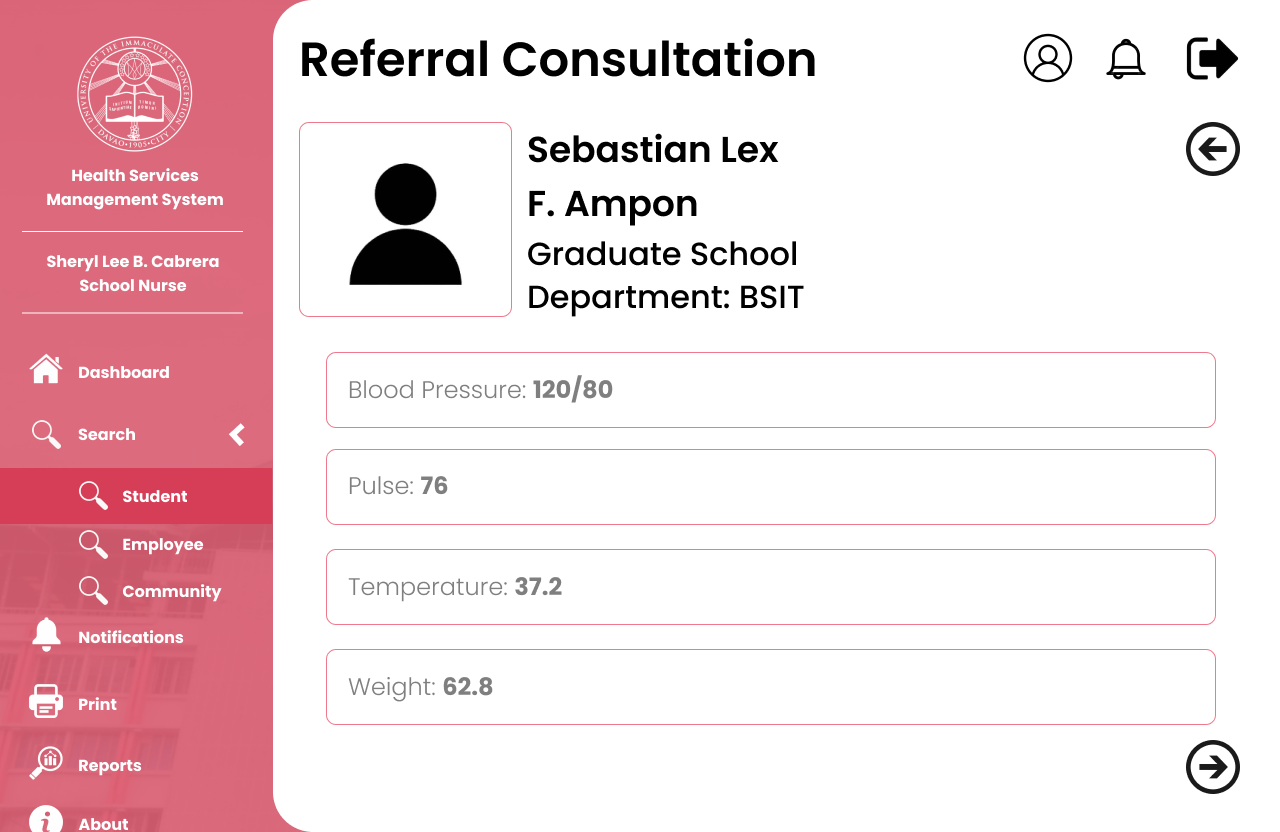 UNIVERSITY OF THE IMMACULATE CONCEPTION
DAVAO • 1905 • CITY
Health Services
Management System
Sheryl Lee B. Cabrera
School Nurse
Dashboard
Search
Student
Employee
Community
Notifications
Print
Reports
About
Referral Consultation
Sebastian Lex
F. Ampon
Graduate School
Department: BSIT
Blood Pressure: 120/80
Pulse: 76
Temperature: 37.2
Weight: 62.8